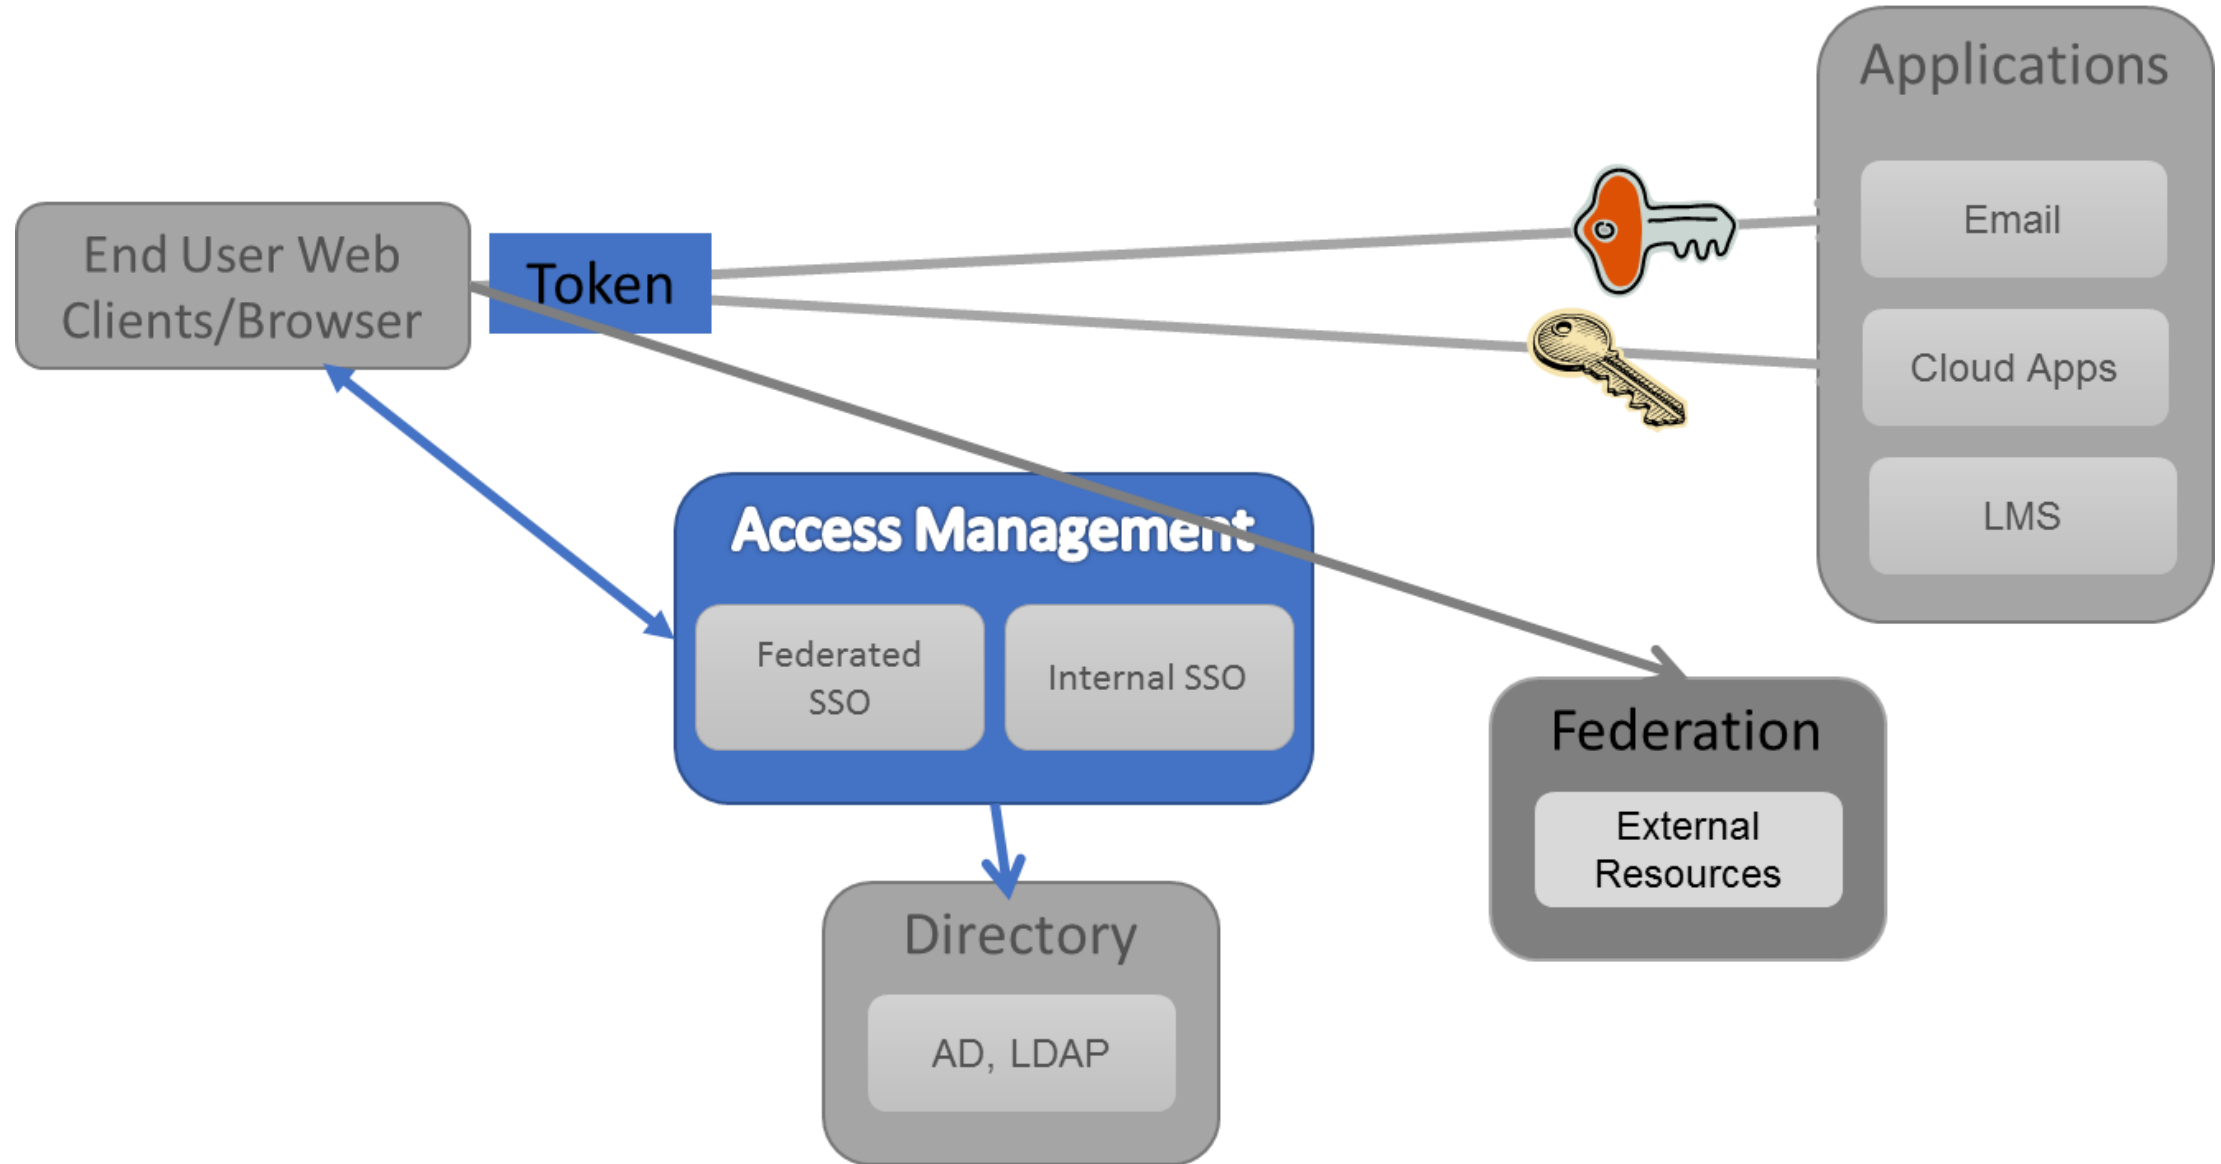 Applications
Email
Cloud Apps
LMS
End User Web
Clients/Browser
Token
Access Management
Federated
SSO
Internal SSO
Federation
External
Resources
Directory
AD, LDAP